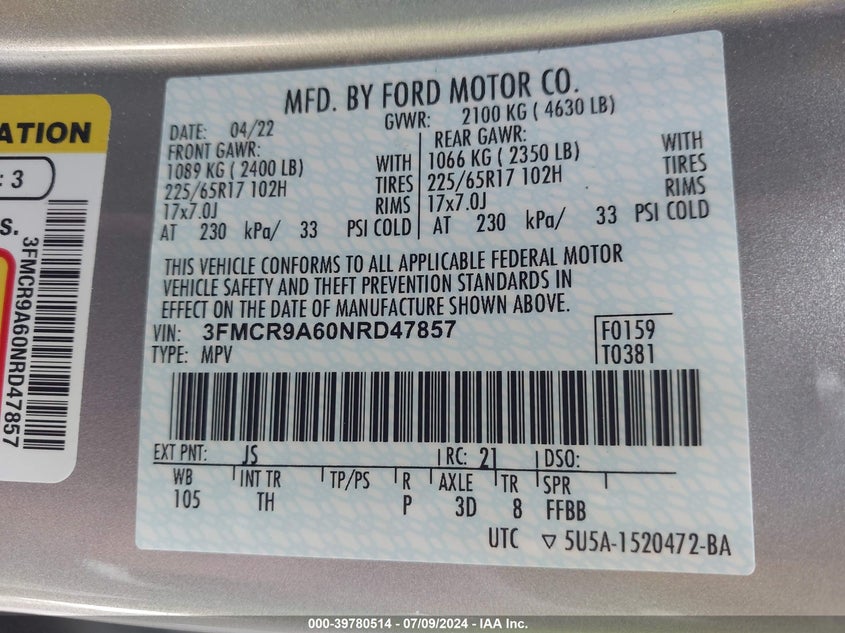 MFD. BY FORD MOTOR CO.
DATE: 04/22 GVWR: 2100 KG ( 4630 LB)
FRONT GAWR: REAR GAWR:
1089 KG ( 2400 LB) WITH 1066 KG ( 2350 LB) WITH
225/65R17 102H TIRES 225/65R17 102H TIRES
17x7.0J RIMS 17x7.0J RIMS
AT 230 kPa/ 33 PSI COLD AT 230 kPa/ 33 PSI COLD
THIS VEHICLE CONFORMS TO ALL APPLICABLE FEDERAL MOTOR
VEHICLE SAFETY AND THEFT PREVENTION STANDARDS IN
EFFECT ON THE DATE OF MANUFACTURE SHOWN ABOVE.
VIN: 3FMCR9A60NRD47857 F0159
TYPE: MPV T0381
EXT PNT: JS RC: 21 DSO:
WB INT TR TP/PS R AXLE TR SPR
105 TH P 3D 8 FFBB
UTC ▽ 5U5A-1520472-BA
ATION
: 3
s.
3FMCR9A60NRD47857
000-39780514 - 07/09/2024 - IAA Inc.